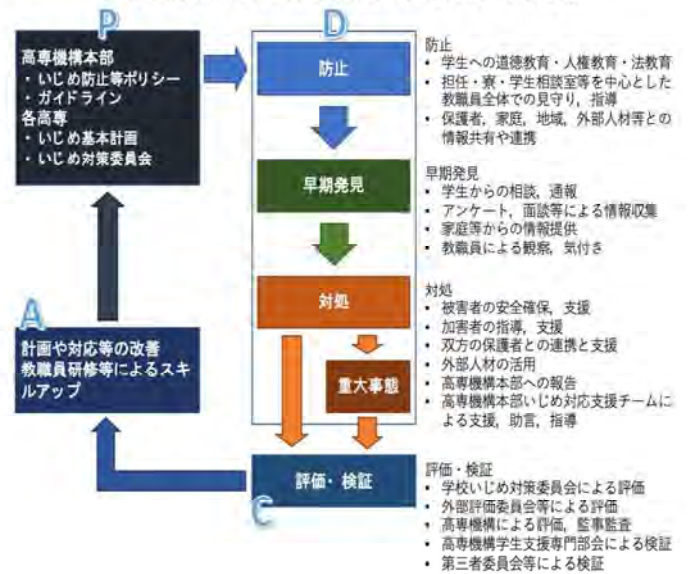 P
高専機構本部
・いじめ防止等ポリシー
・ガイドライン
各高専
・いじめ基本計画
・いじめ対策委員会
D
防止
早期発見
対処
重大事態
A
計画や対応等の改善
教職員研修等によるスキ
ルアップ
評価・検証
C
防止
• 学生への道徳教育・人権教育・法教育
• 担任・寮・学生相談室等を中心とした
教職員全体での見守り，指導
• 保護者，家庭，地域，外部人材等との
情報共有や連携
早期発見
• 学生からの相談，通報
• アンケート，面談等による情報収集
• 家庭等からの情報提供
• 教職員による観察，気付き
対処
• 被害者の安全確保，支援
• 加害者の指導，支援
• 双方の保護者との連携と支援
• 外部人材の活用
• 高専機構本部への報告
• 高専機構本部いじめ対応支援チームに
よる支援，助言，指導
評価・検証
• 学校いじめ対策委員会による評価
• 外部評価委員会等による評価
• 高専機構による評価，監事監査
• 高専機構学生支援専門部会による検証
• 第三者委員会等による検証